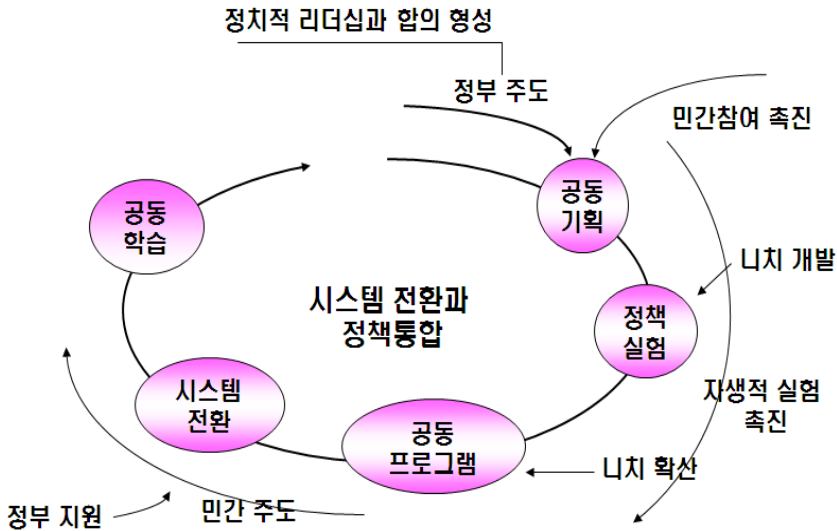 정치적 리더십과 합의 형성
정부 주도
민간참여 촉진
공동
기획
공동
학습
니치 개발
시스템 전환과
정책통합
정책
실험
시스템
전환
자생적 실험
촉진
공동
프로그램
니치 확산
정부 지원
민간 주도